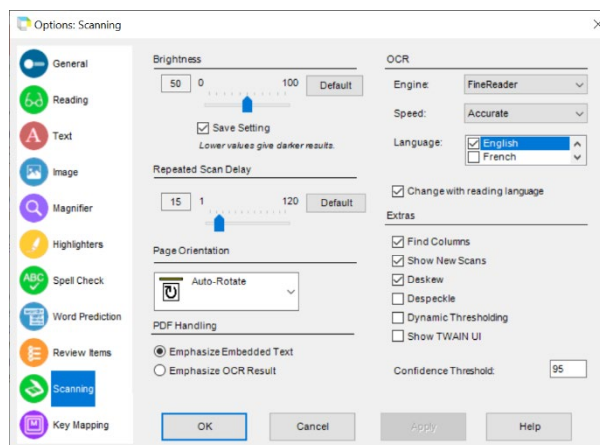 Options: Scanning
General
Reading
Text
Image
Magnifier
Highlighters
Spell Check
Word Prediction
Review Items
Scanning
Key Mapping
Brightness
50 0 100 Default
Save Setting
Lower values give darker results.
Repeated Scan Delay
15 1 120 Default
Page Orientation
Auto-Rotate
PDF Handling
Emphasize Embedded Text
Emphasize OCR Result
OCR
Engine: FineReader
Speed: Accurate
Language: English
French
Change with reading language
Extras
Find Columns
Show New Scans
Deskew
Despeckle
Dynamic Thresholding
Show TWAIN UI
Confidence Threshold: 95
OK Cancel Apply Help
A
ABC